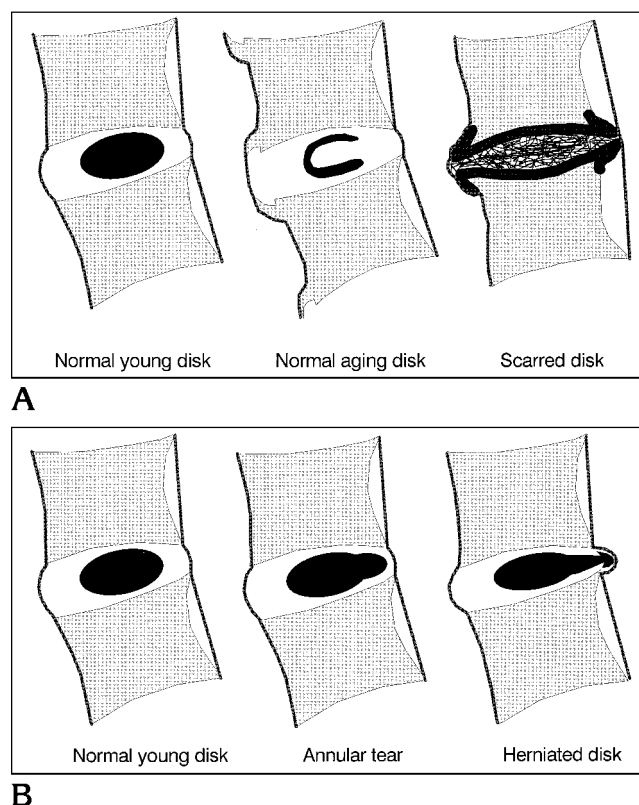 Normal young disk Normal aging disk Scarred disk
A
Normal young disk Annular tear Herniated disk
B